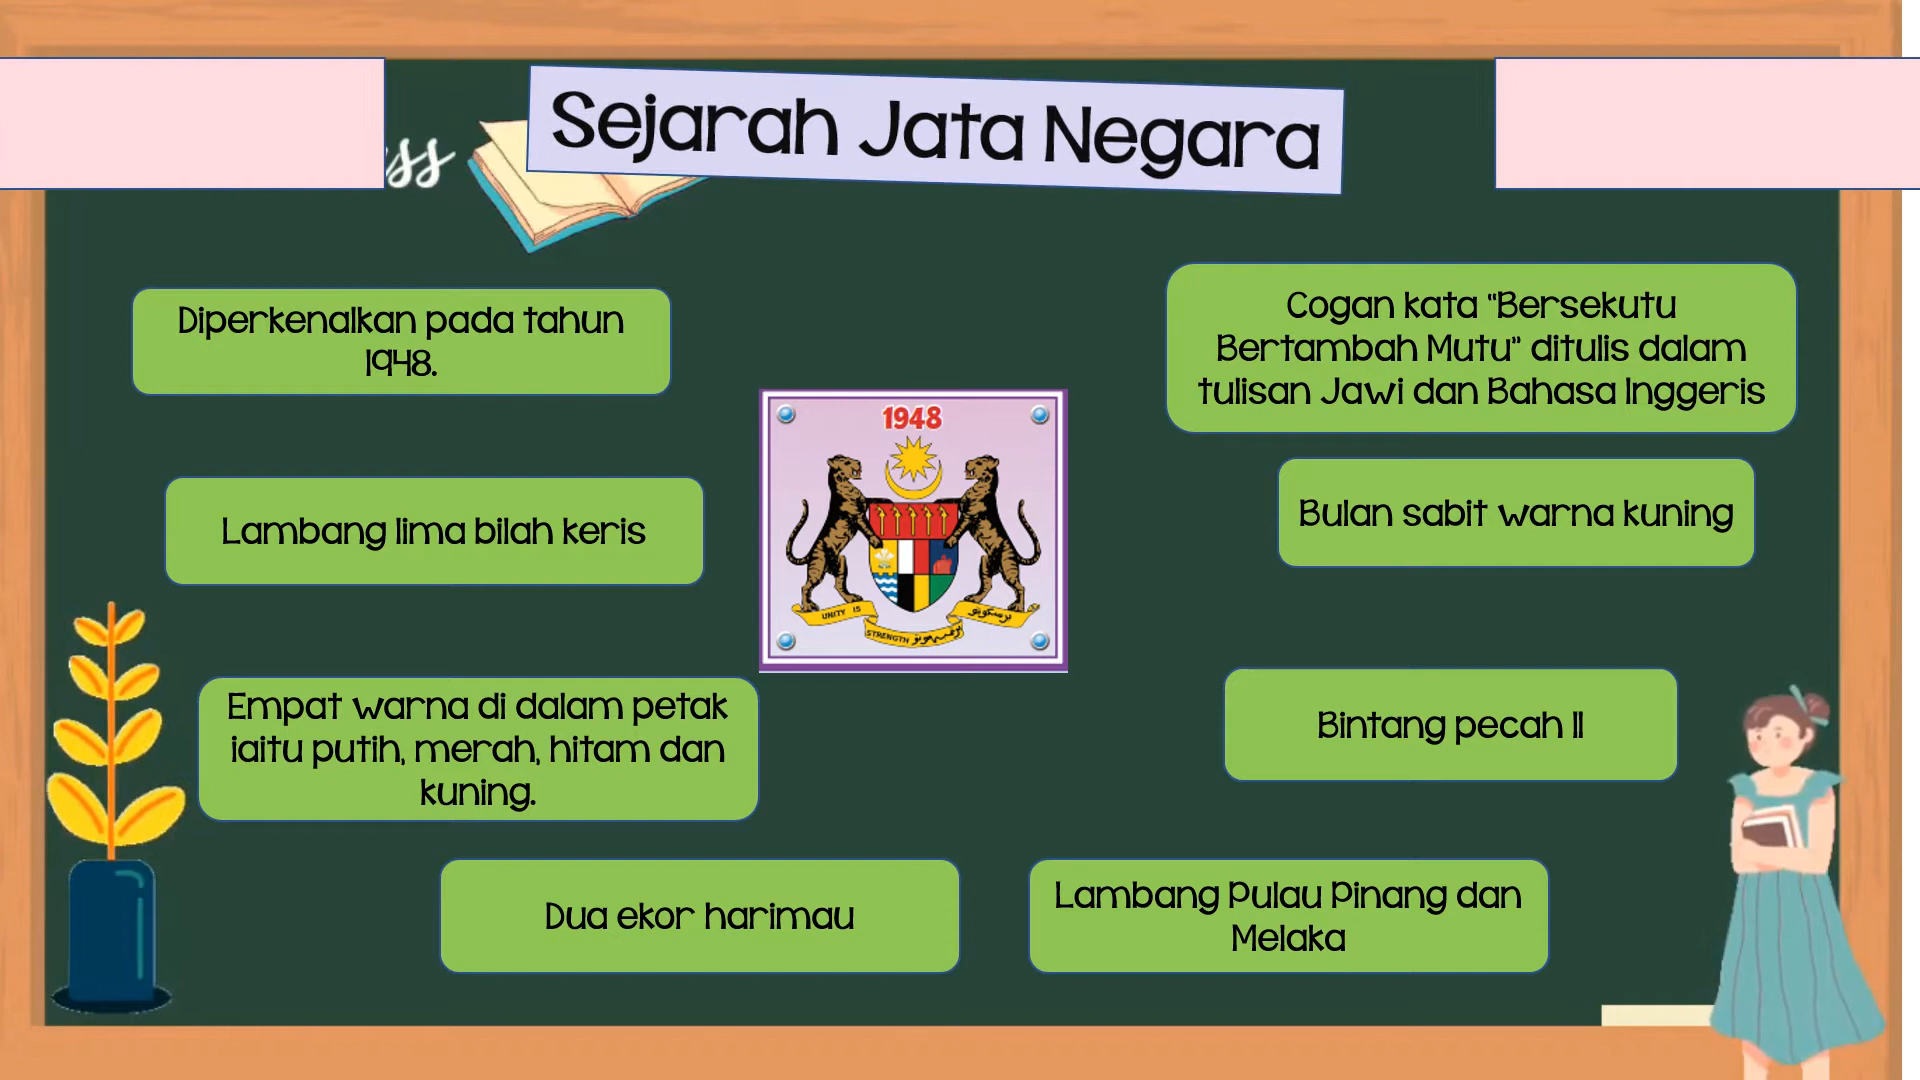 ss
Sejarah Jata Negara
Diperkenalkan pada tahun
1948.
Lambang lima bilah keris
Empat warna di dalam petak
iaitu putih, merah, hitam dan
kuning.
Dua ekor harimau
1948
UNITY IS
STRENGTH
برسکوتو
Cogan kata "Bersekutu
Bertambah Mutu" ditulis dalam
tulisan Jawi dan Bahasa Inggeris
Bulan sabit warna kuning
Bintang pecah 11
Lambang Pulau Pinang dan
Melaka